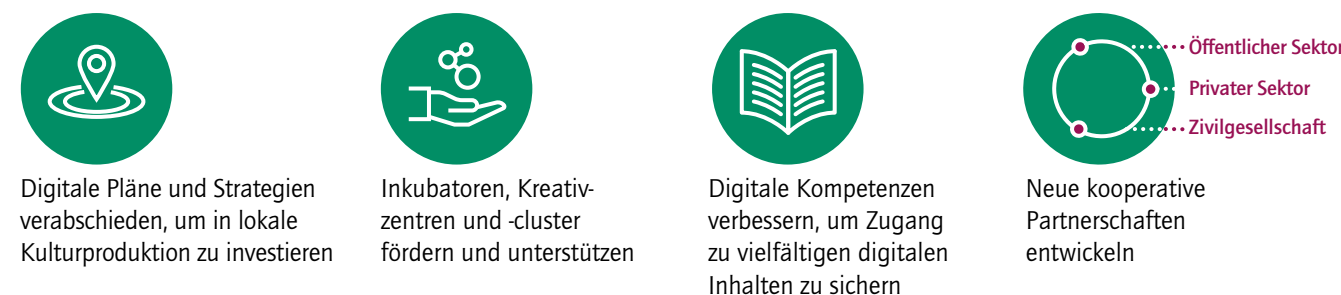 Digitale Pläne und Strategien
verabschieden, um in lokale
Kulturproduktion zu investieren
Inkubatoren, Kreativ-
zentren und -cluster
fördern und unterstützen
Digitale Kompetenzen
verbessern, um Zugang
zu vielfältigen digitalen
Inhalten zu sichern
Öffentlicher Sektor
Privater Sektor
Zivilgesellschaft
Neue kooperative
Partnerschaften
entwickeln